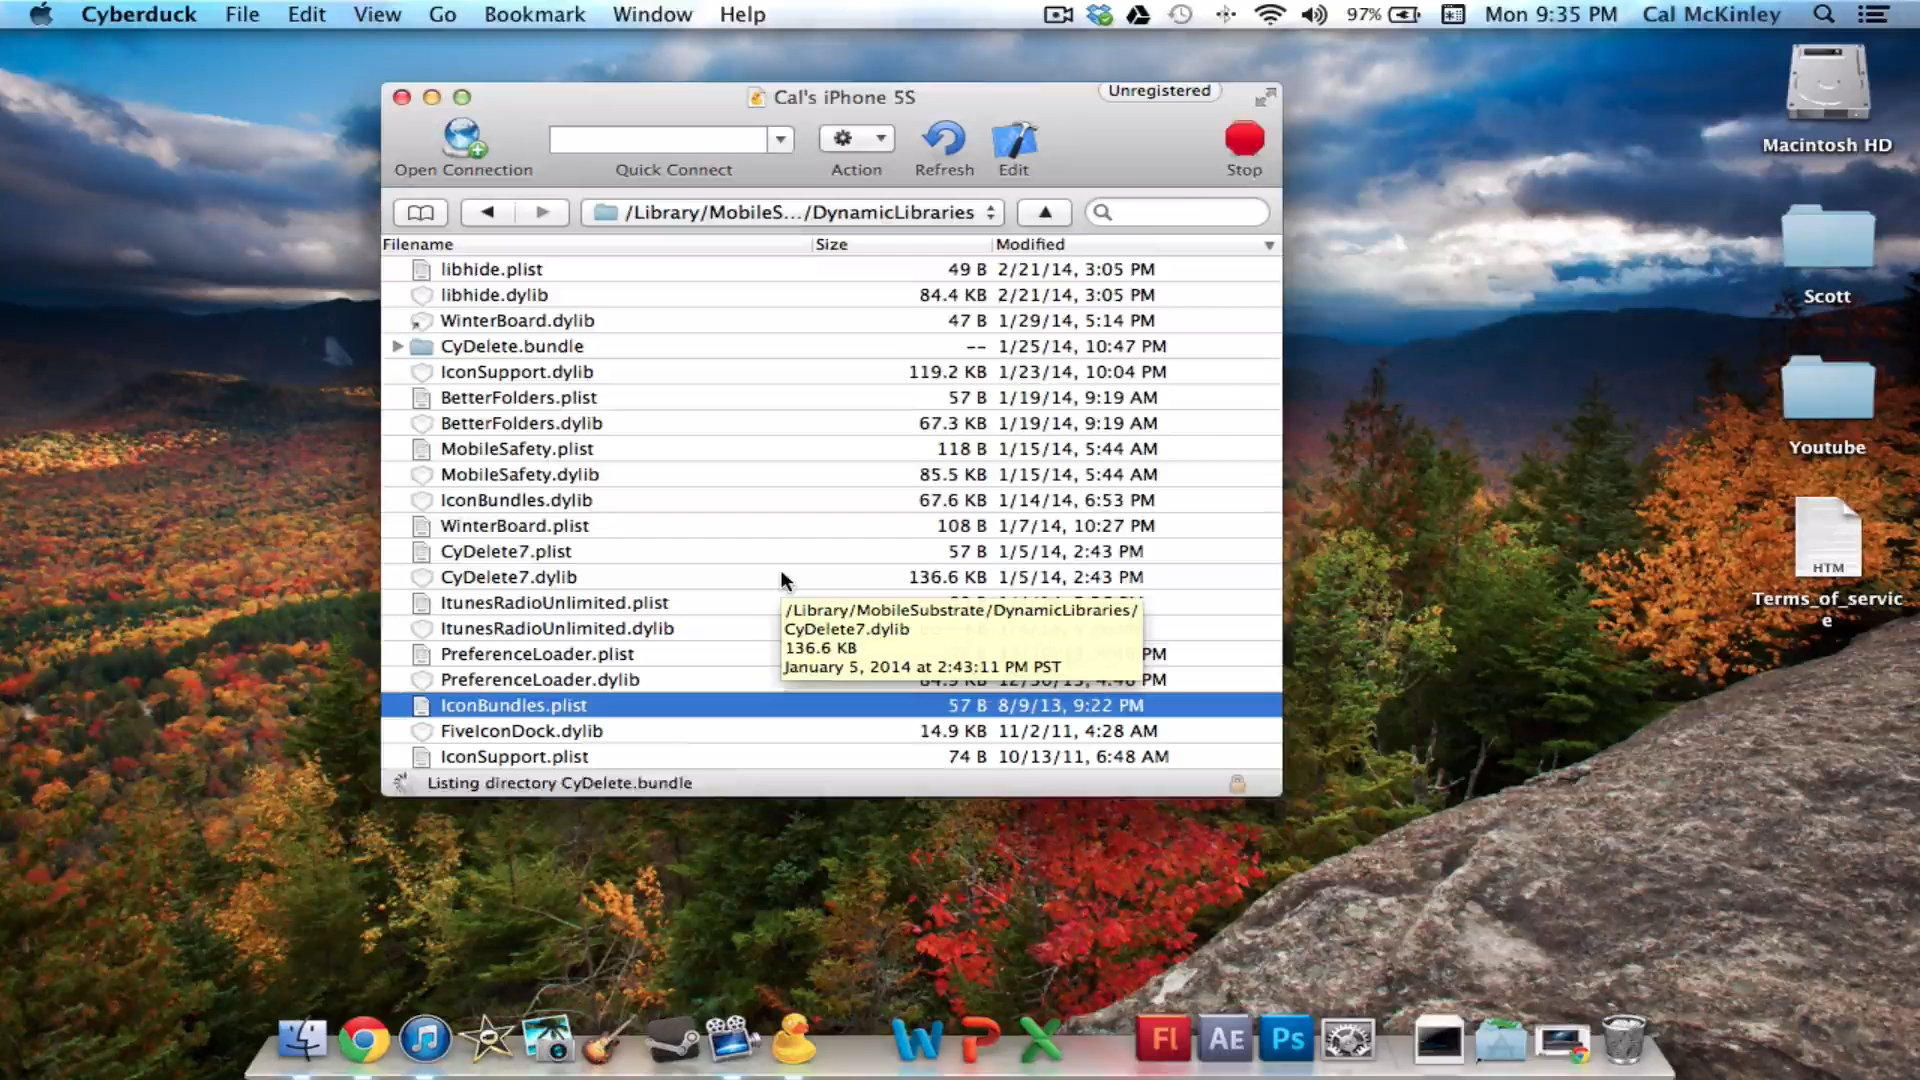 Cyberduck File Edit View Go Bookmark Window Help 97% Mon 9:35 PM Cal McKinley
Cal's iPhone 5S Unregistered
Open Connection Quick Connect Action Refresh Edit Stop
/Library/MobileS.../DynamicLibraries
Filename Size Modified
libhide.plist 49 B 2/21/14, 3:05 PM
libhide.dylib 84.4 KB 2/21/14, 3:05 PM
WinterBoard.dylib 47 B 1/29/14, 5:14 PM
CyDelete.bundle -- 1/25/14, 10:47 PM
IconSupport.dylib 119.2 KB 1/23/14, 10:04 PM
BetterFolders.plist 57 B 1/19/14, 9:19 AM
BetterFolders.dylib 67.3 KB 1/19/14, 9:19 AM
MobileSafety.plist 118 B 1/15/14, 5:44 AM
MobileSafety.dylib 85.5 KB 1/15/14, 5:44 AM
IconBundles.dylib 67.6 KB 1/14/14, 6:53 PM
WinterBoard.plist 108 B 1/7/14, 10:27 PM
CyDelete7.plist 57 B 1/5/14, 2:43 PM
CyDelete7.dylib 136.6 KB 1/5/14, 2:43 PM
ItunesRadioUnlimited.plist
ItunesRadioUnlimited.dylib
PreferenceLoader.plist PM
PreferenceLoader.dylib PM
/Library/MobileSubstrate/DynamicLibraries/
CyDelete7.dylib
136.6 KB
January 5, 2014 at 2:43:11 PM PST
IconBundles.plist 57 B 8/9/13, 9:22 PM
FiveIconDock.dylib 14.9 KB 11/2/11, 4:28 AM
IconSupport.plist 74 B 10/13/11, 6:48 AM
Listing directory CyDelete.bundle
Macintosh HD
Scott
Youtube
HTM
Terms_of_servic
e
Fl AE Ps